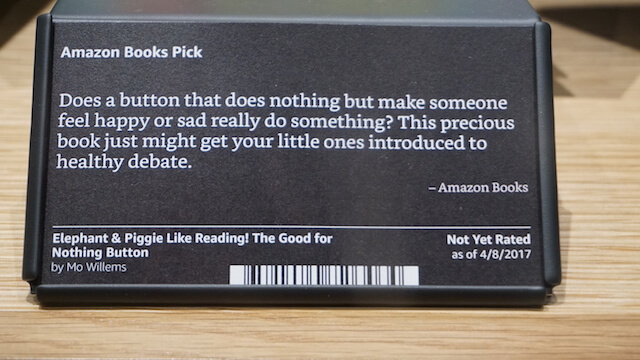 Amazon Books Pick
Does a button that does nothing but make someone
feel happy or sad really do something? This precious
book just might get your little ones introduced to
healthy debate.
– Amazon Books
Elephant & Piggie Like Reading! The Good for
Nothing Button
by Mo Willems
Not Yet Rated
as of 4/8/2017